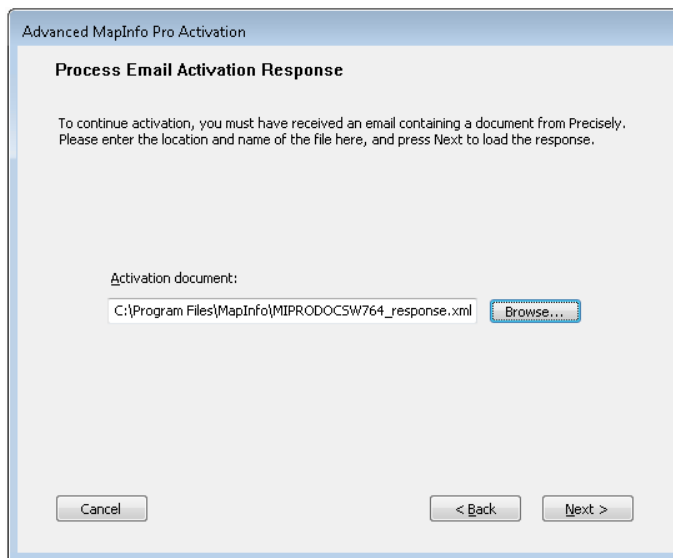 Advanced MapInfo Pro Activation
Process Email Activation Response
To continue activation, you must have received an email containing a document from Precisely.
Please enter the location and name of the file here, and press Next to load the response.
Activation document:
C:\Program Files\MapInfo\MIPRODOCSW764_response.xml
Browse...
Cancel
< Back
Next >